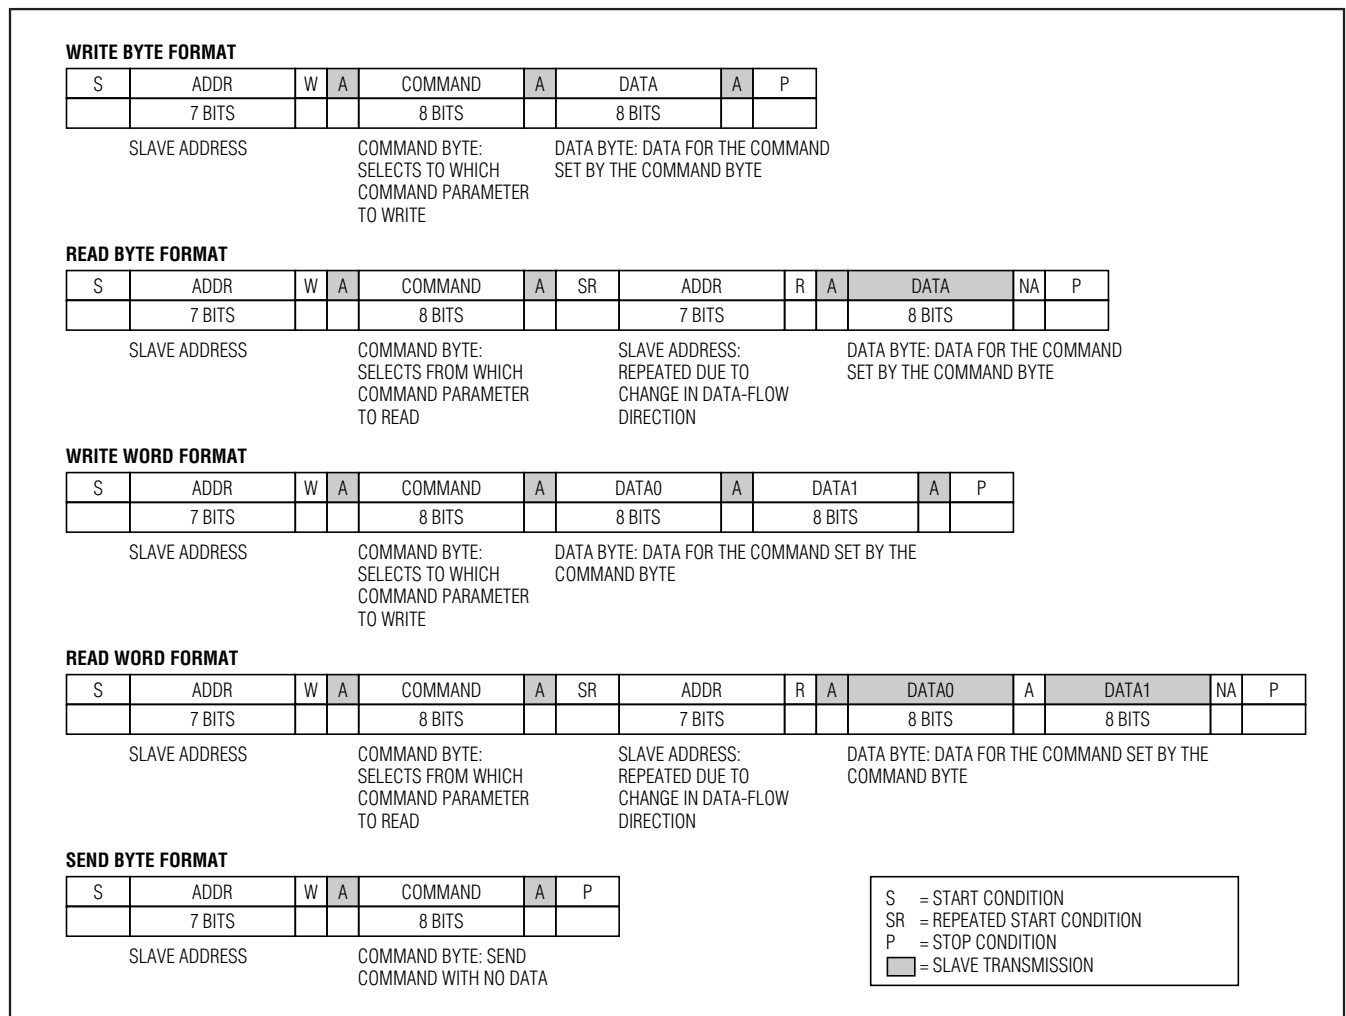 WRITE BYTE FORMAT
S ADDR W A COMMAND A DATA A P
7 BITS 8 BITS 8 BITS
SLAVE ADDRESS COMMAND BYTE: DATA BYTE: DATA FOR THE COMMAND
SELECTS TO WHICH SET BY THE COMMAND BYTE
COMMAND PARAMETER
TO WRITE
READ BYTE FORMAT
S ADDR W A COMMAND A SR ADDR R A DATA NA P
7 BITS 8 BITS 7 BITS 8 BITS
SLAVE ADDRESS COMMAND BYTE: SLAVE ADDRESS: DATA BYTE: DATA FOR THE COMMAND
SELECTS FROM WHICH REPEATED DUE TO SET BY THE COMMAND BYTE
COMMAND PARAMETER CHANGE IN DATA-FLOW
TO READ DIRECTION
WRITE WORD FORMAT
S ADDR W A COMMAND A DATA0 A DATA1 A P
7 BITS 8 BITS 8 BITS 8 BITS
SLAVE ADDRESS COMMAND BYTE: DATA BYTE: DATA FOR THE COMMAND SET BY THE
SELECTS TO WHICH COMMAND BYTE
COMMAND PARAMETER
TO WRITE
READ WORD FORMAT
S ADDR W A COMMAND A SR ADDR R A DATA0 A DATA1 NA P
7 BITS 8 BITS 7 BITS 8 BITS 8 BITS
SLAVE ADDRESS COMMAND BYTE: SLAVE ADDRESS: DATA BYTE: DATA FOR THE COMMAND SET BY THE
SELECTS FROM WHICH REPEATED DUE TO COMMAND BYTE
COMMAND PARAMETER CHANGE IN DATA-FLOW
TO READ DIRECTION
SEND BYTE FORMAT
S ADDR W A COMMAND A P
7 BITS 8 BITS
SLAVE ADDRESS COMMAND BYTE: SEND
COMMAND WITH NO DATA
S = START CONDITION
SR = REPEATED START CONDITION
P = STOP CONDITION
= SLAVE TRANSMISSION